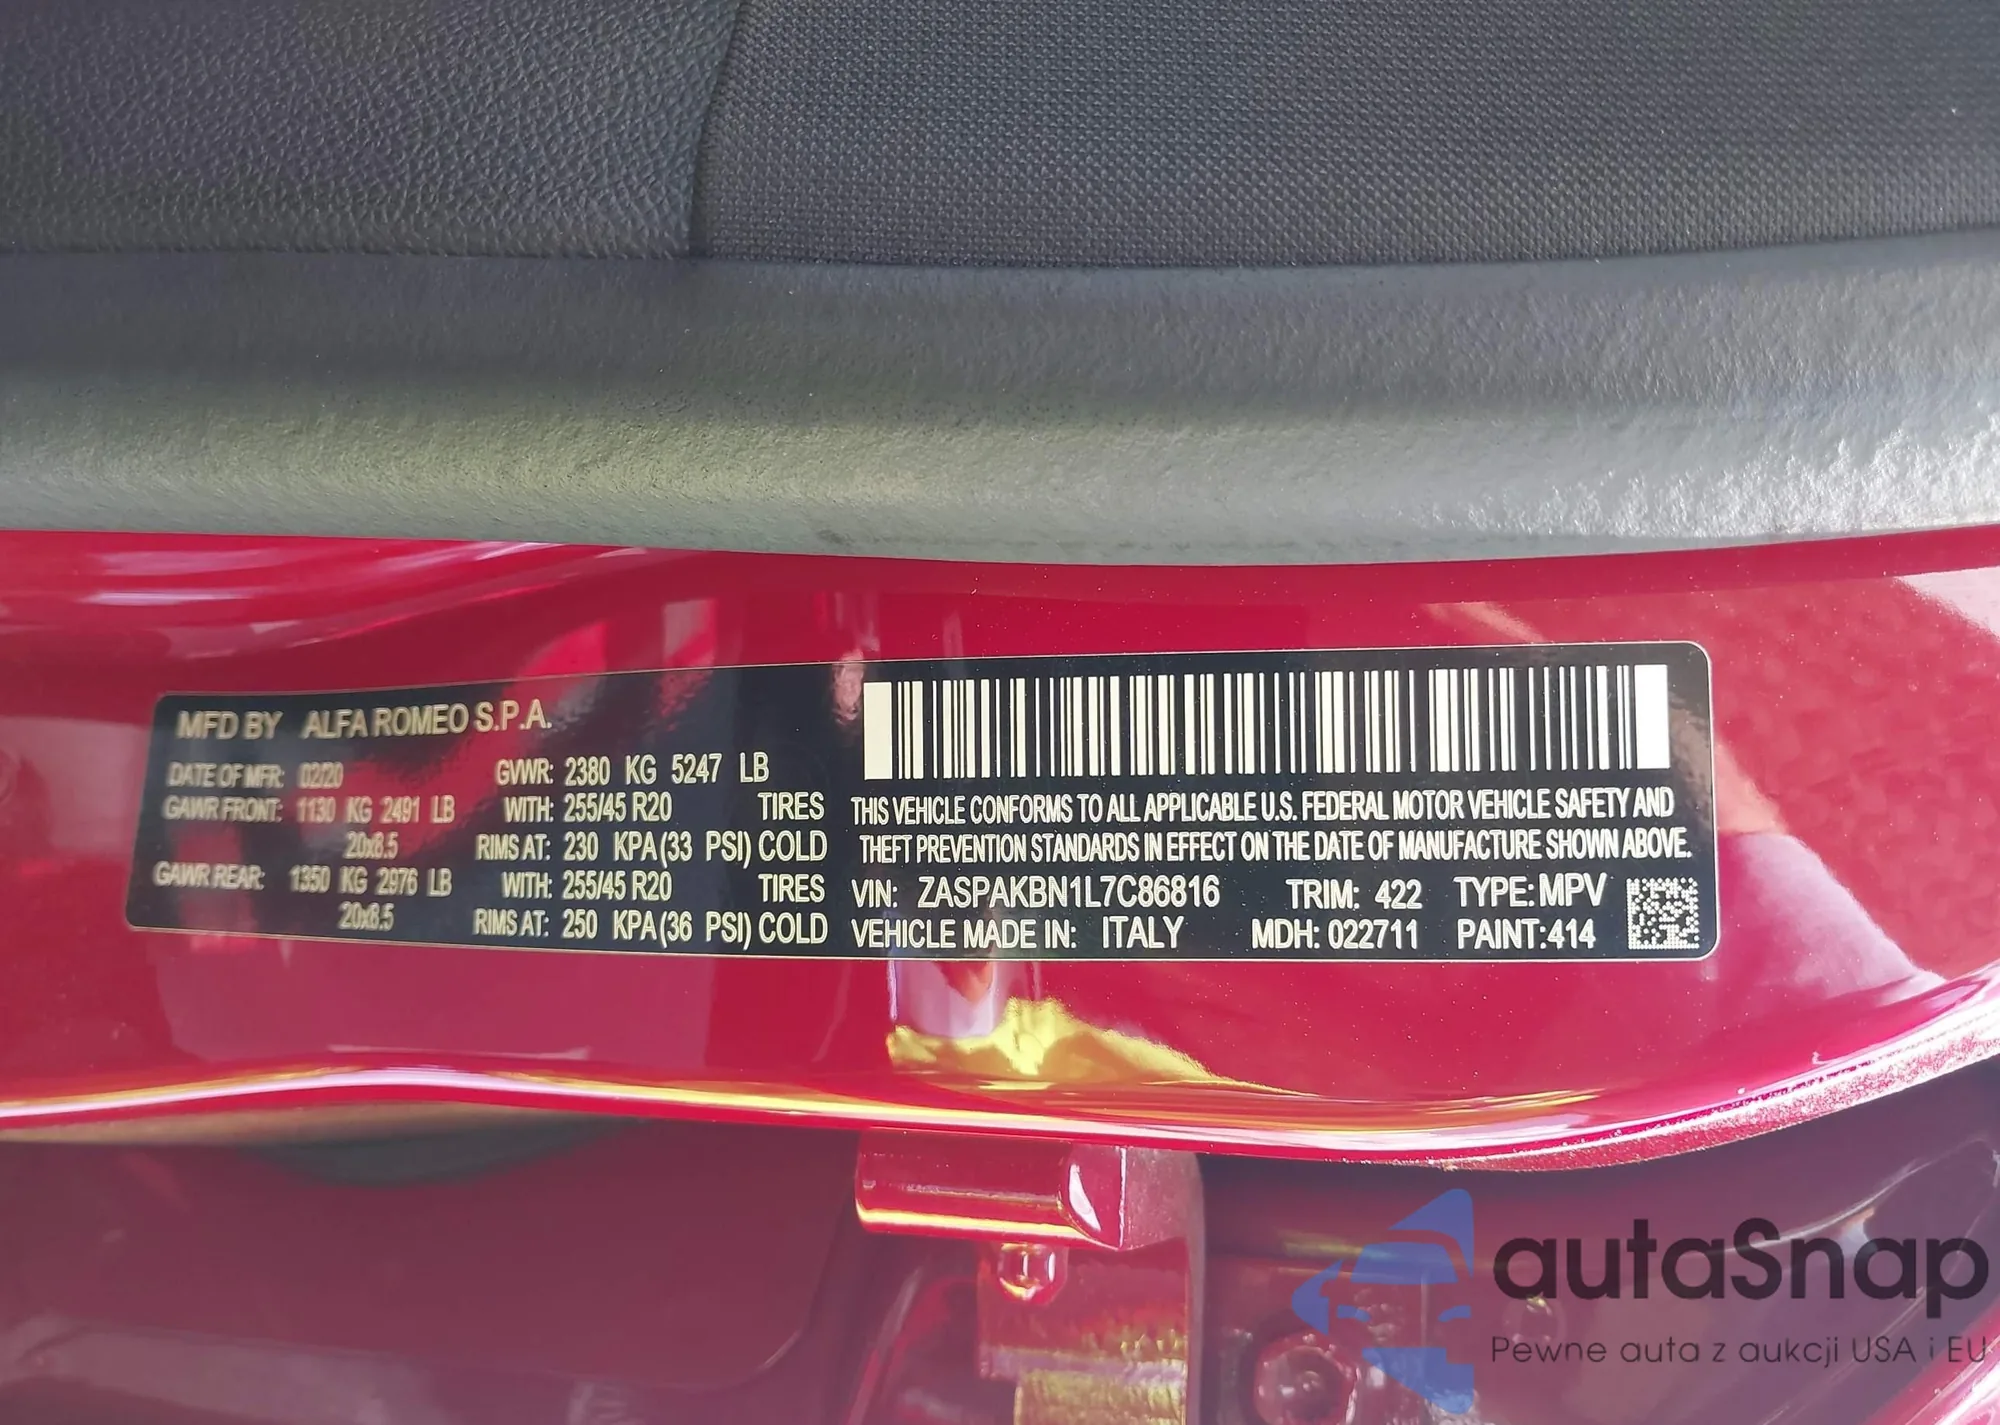 MFD BY ALFA ROMEO S.P.A.
DATE OF MFR: 02/20 GVWR: 2380 KG 5247 LB
GAWR FRONT: 1130 KG 2491 LB WITH: 255/45 R20 TIRES
20x8.5 RIMS AT: 230 KPA(33 PSI) COLD
GAWR REAR: 1350 KG 2976 LB WITH: 255/45 R20 TIRES
20x8.5 RIMS AT: 250 KPA(36 PSI) COLD
THIS VEHICLE CONFORMS TO ALL APPLICABLE U.S. FEDERAL MOTOR VEHICLE SAFETY AND
THEFT PREVENTION STANDARDS IN EFFECT ON THE DATE OF MANUFACTURE SHOWN ABOVE.
VIN: ZASPAKBN1L7C86816 TRIM: 422 TYPE: MPV
VEHICLE MADE IN: ITALY MDH: 022711 PAINT:414
autaSnap
Pewne auta z aukcji USA i EU